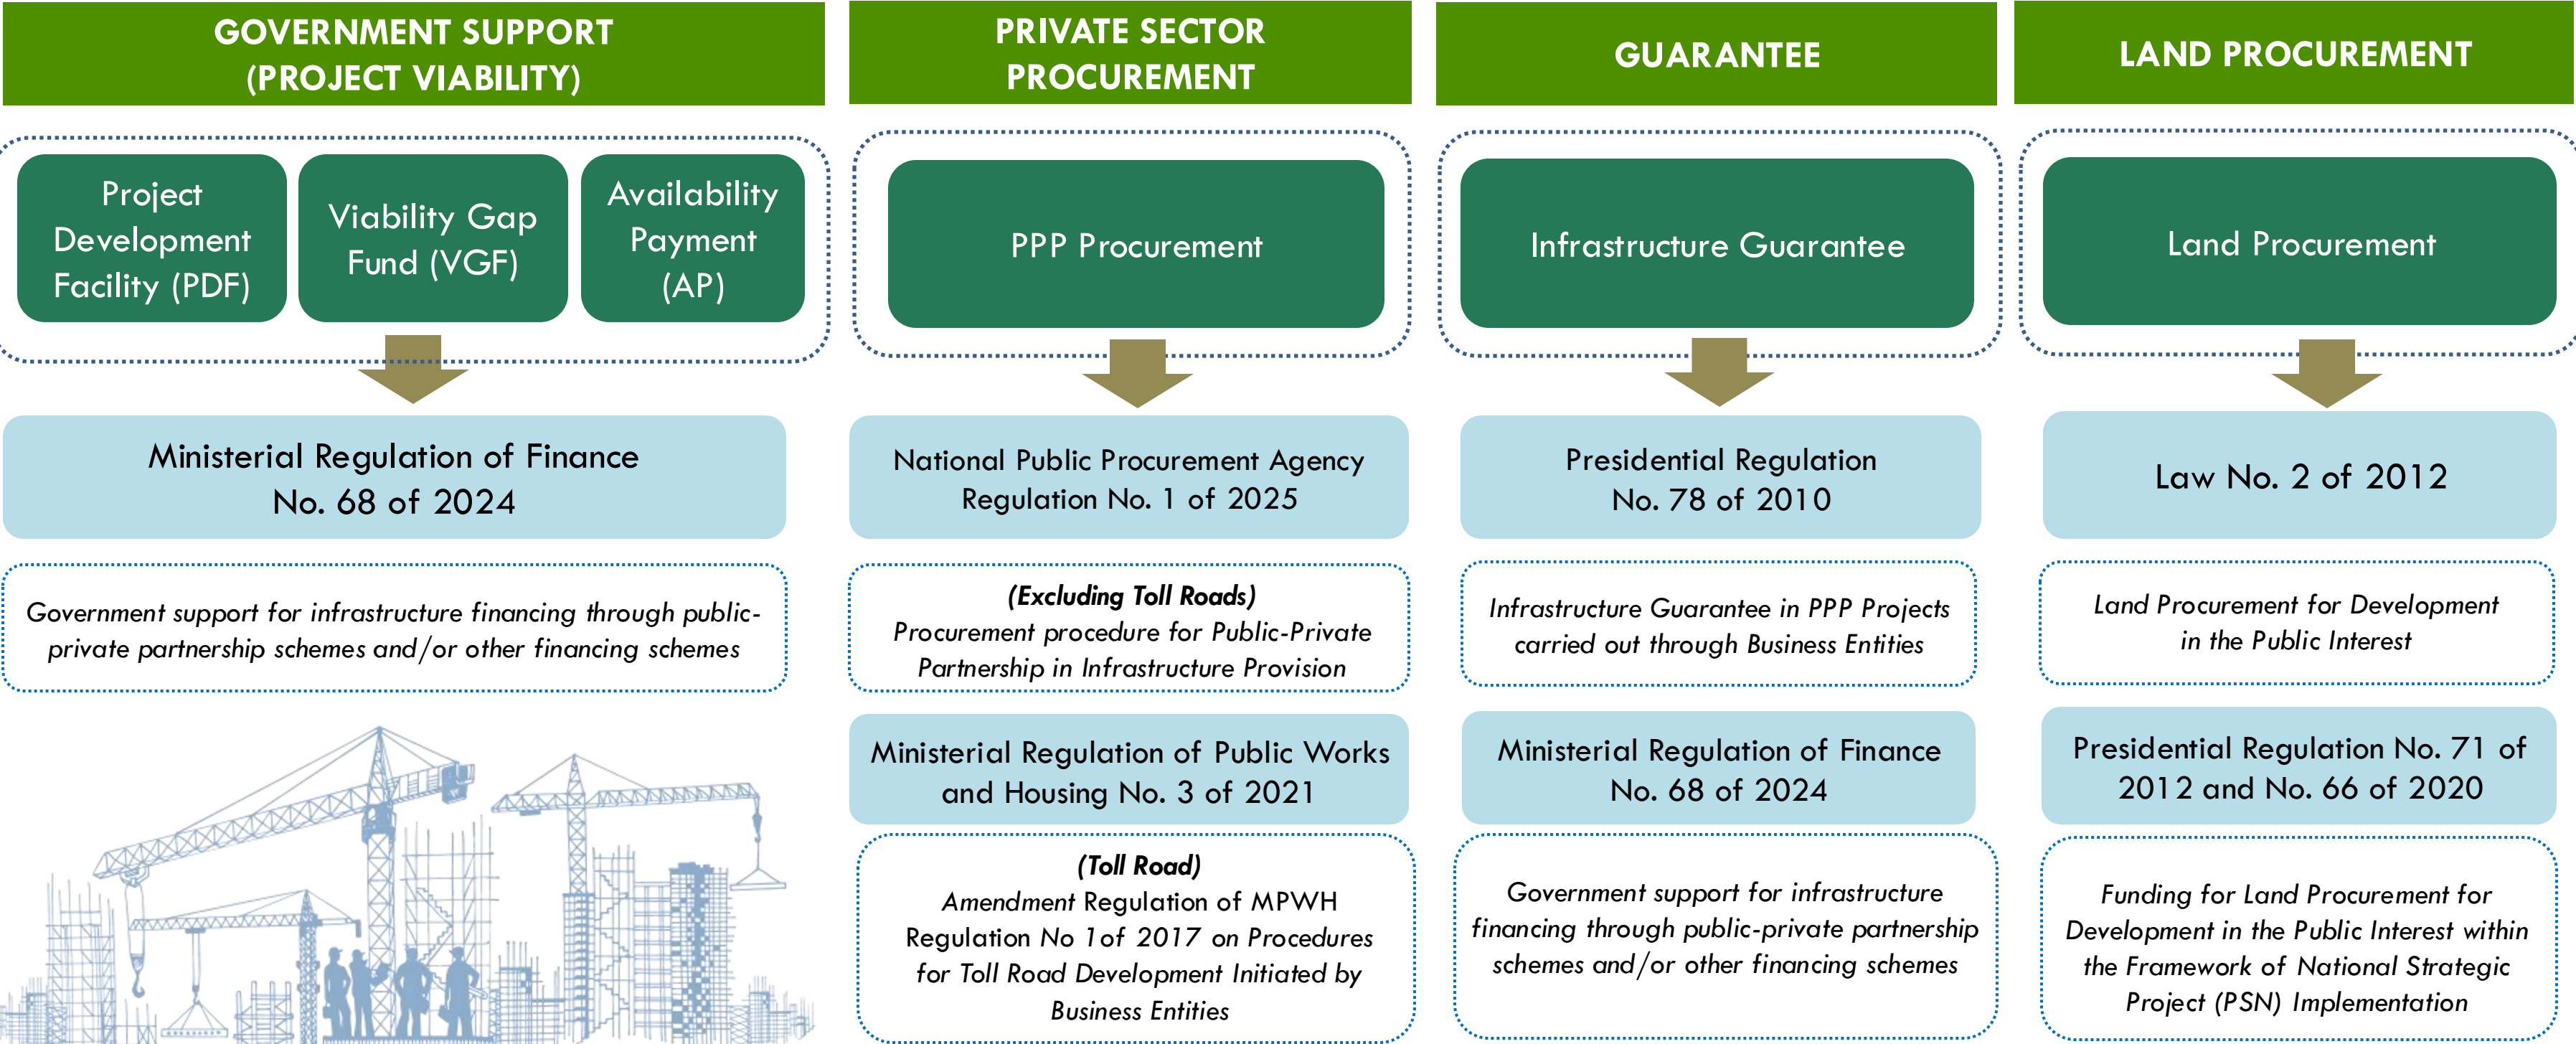 GOVERNMENT SUPPORT
(PROJECT VIABILITY)
Project
Development
Facility (PDF)
Viability Gap
Fund (VGF)
Availability
Payment
(AP)
Ministerial Regulation of Finance
No. 68 of 2024
Government support for infrastructure financing through public-
private partnership schemes and/or other financing schemes
PRIVATE SECTOR
PROCUREMENT
PPP Procurement
National Public Procurement Agency
Regulation No. 1 of 2025
(Excluding Toll Roads)
Procurement procedure for Public-Private
Partnership in Infrastructure Provision
Ministerial Regulation of Public Works
and Housing No. 3 of 2021
(Toll Road)
Amendment Regulation of MPWH
Regulation No 1of 2017 on Procedures
for Toll Road Development Initiated by
Business Entities
GUARANTEE
Infrastructure Guarantee
Presidential Regulation
No. 78 of 2010
Infrastructure Guarantee in PPP Projects
carried out through Business Entities
Ministerial Regulation of Finance
No. 68 of 2024
Government support for infrastructure
financing through public-private partnership
schemes and/or other financing schemes
LAND PROCUREMENT
Land Procurement
Law No. 2 of 2012
Land Procurement for Development
in the Public Interest
Presidential Regulation No. 71 of
2012 and No. 66 of 2020
Funding for Land Procurement for
Development in the Public Interest within
the Framework of National Strategic
Project (PSN) Implementation